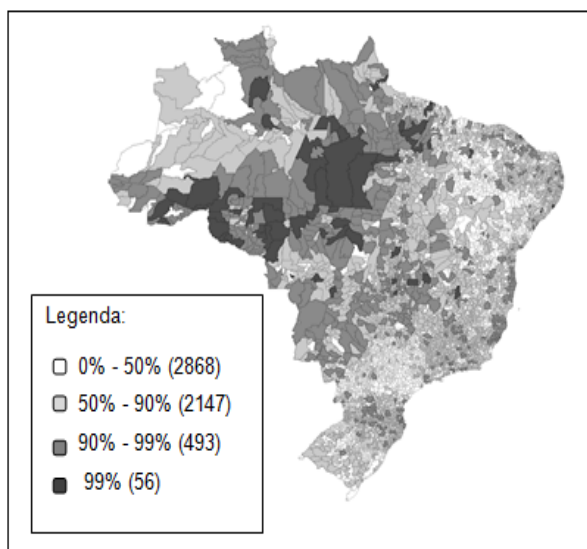 Legenda:
0% - 50% (2868)
50% - 90% (2147)
90% - 99% (493)
99% (56)